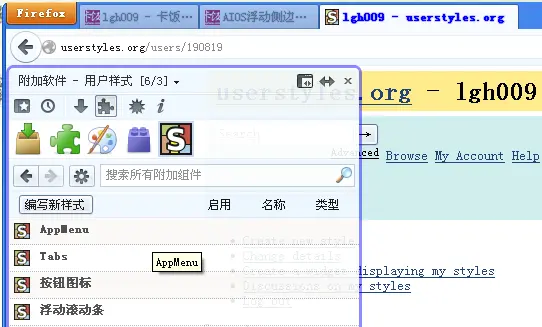 Firefox
lgh009 - 卡饭...
AIOS浮动侧边...
lgh009 - userstyles.org
userstyles.org/users/190819
附加软件 - 用户样式 [6/3]
userstyles.org - lgh009
Search
Advanced Browse My Account Help
搜索所有附加组件
编写新样式 启用 名称 类型
AppMenu
Create new style
Tabs
Change details
AppMenu
Create a widget displaying my styles
按钮图标
Discussions on my styles
Log out
浮动滚动条